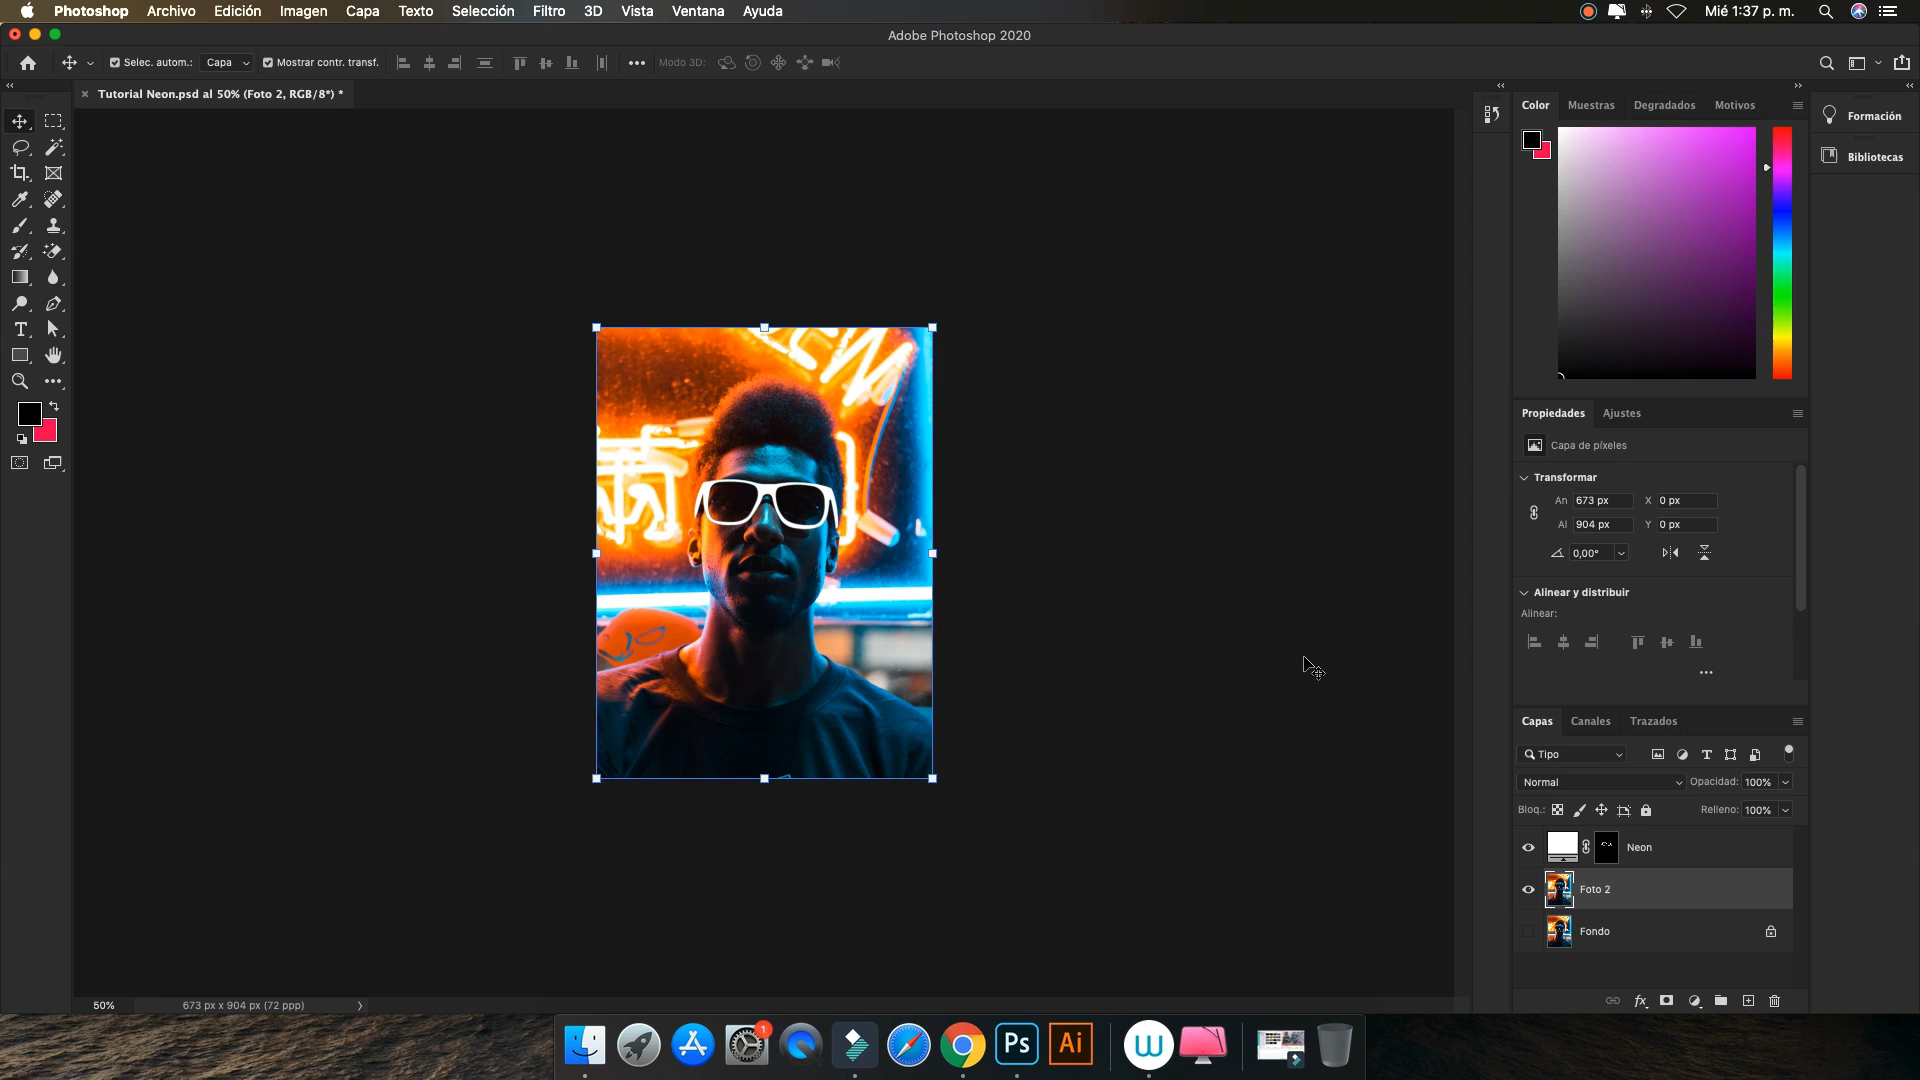 Photoshop Archivo Edición Imagen Capa Texto Selección Filtro 3D Vista Ventana Ayuda Mié 1:37 p. m.
Adobe Photoshop 2020
Selec. autom.: Capa Mostrar contr. transf. Modo 3D:
Tutorial Neon.psd al 50% (Foto 2, RGB/8*) *
Color Muestras Degradados Motivos
Formación
Bibliotecas
Propiedades Ajustes
Capa de píxeles
Transformar
An 673 px X 0 px
Al 904 px Y 0 px
0,00°
Alinear y distribuir
Alinear:
Capas Canales Trazados
Tipo
Normal Opacidad: 100%
Bloq.: Relleno: 100%
Neon
Foto 2
Fondo
fx
50% 673 px x 904 px (72 ppp)
1
Ps Ai